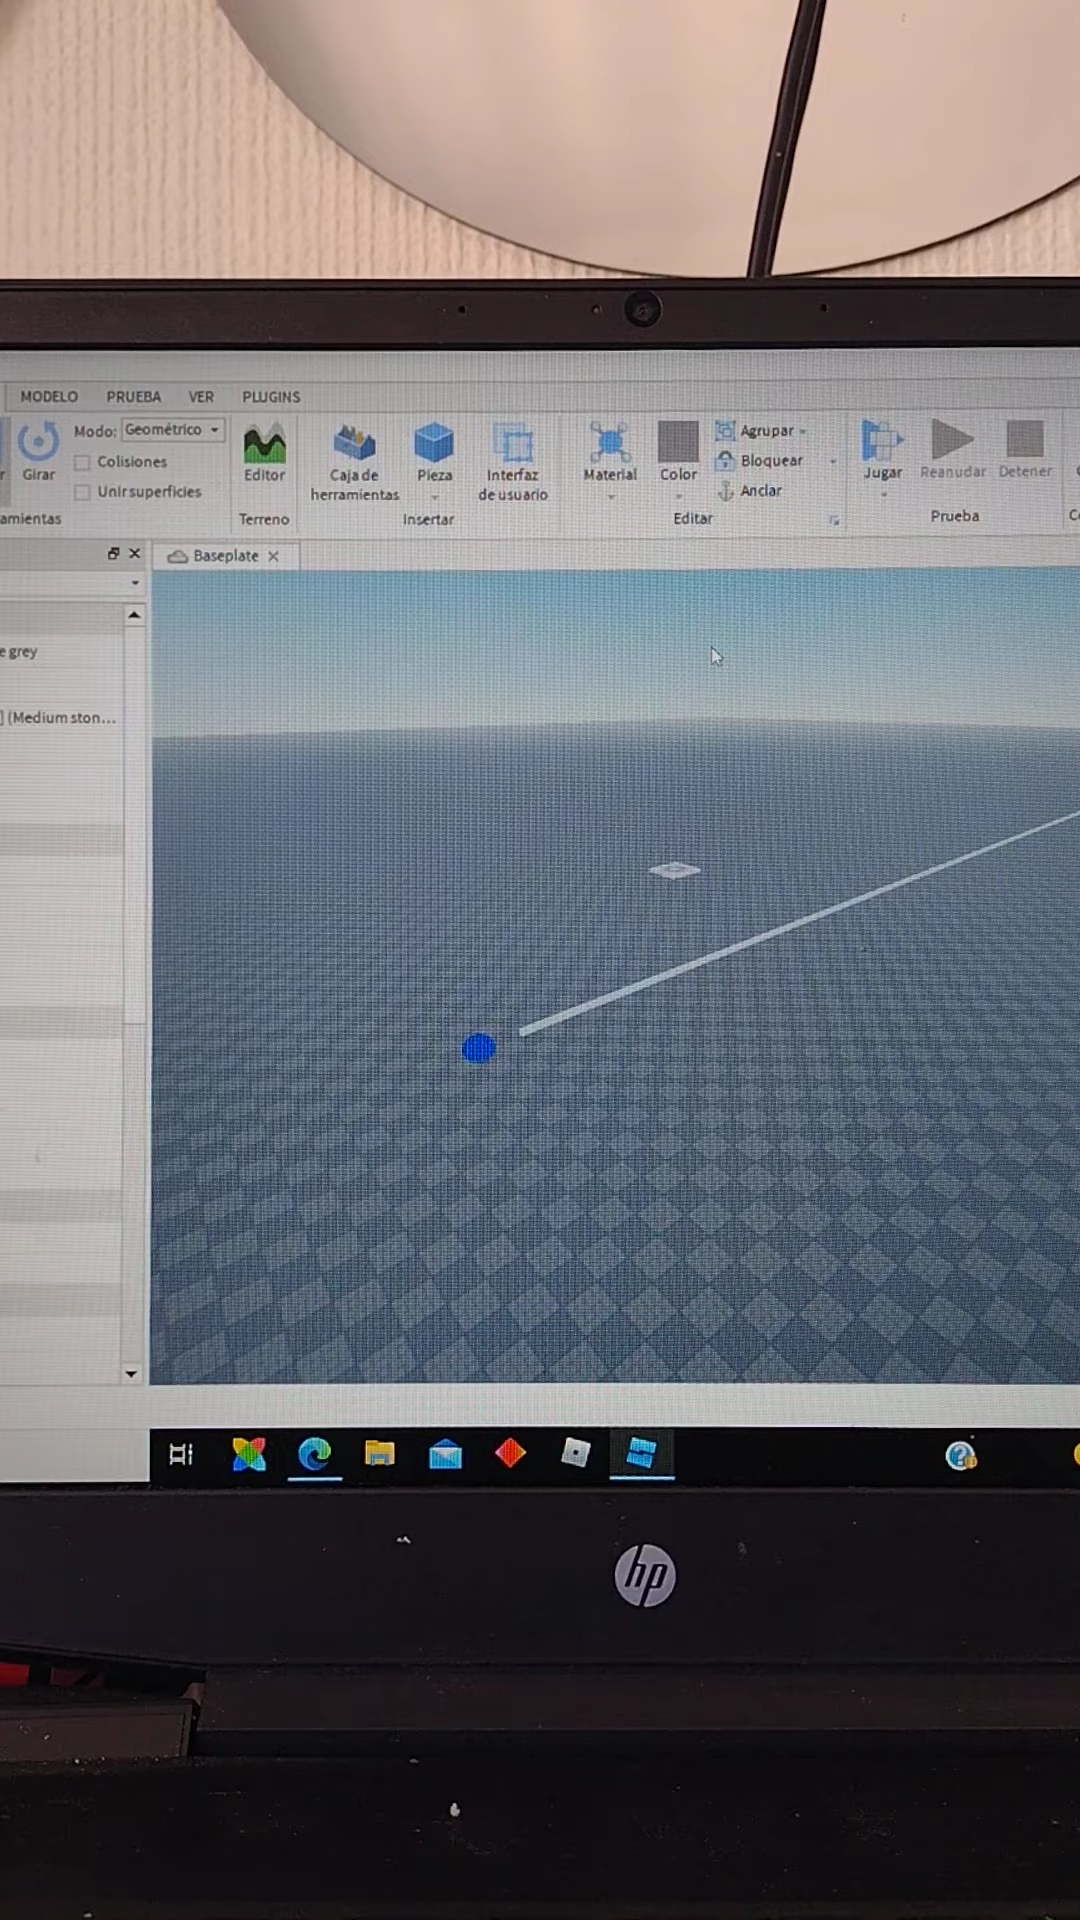 MODELO PRUEBA VER PLUGINS
Modo: Geométrico
Colisiones
Unir superficies
Girar
Editor
Caja de herramientas
Pieza
Interfaz de usuario
Material
Color
Agrupar
Bloquear
Anclar
Jugar
Reanudar
Detener
amientas
Terreno
Insertar
Editar
Prueba
Baseplate
e grey
] (Medium ston...
hp